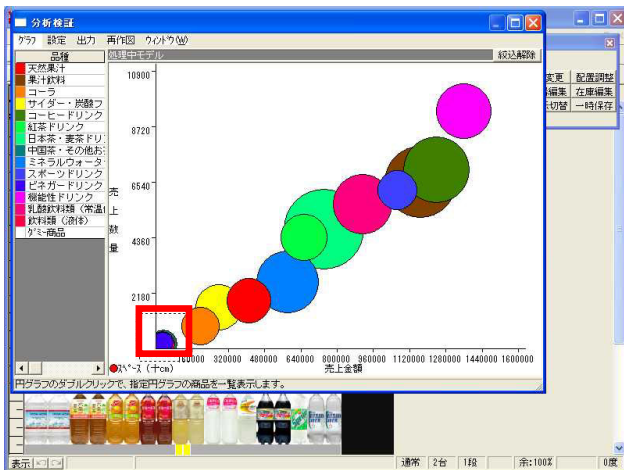 分析検証
グラフ 設定 出力 再作図 ウィンドウ(W)
品種
処理中モデル
絞込解除
天然果汁
果汁飲料
コーラ
サイダー・炭酸フ
コーヒードリンク
紅茶ドリンク
日本茶・麦茶ドリ
中国茶・その他お
ミネラルウォータ
スポーツドリンク
ビネガードリンク
機能性ドリンク
乳酸飲料類(常温
飲料類(液体)
ダミー商品
売上数量
10900
8720
6540
4360
2180
160000 320000 480000 640000 800000 960000 1120000 1280000 1440000 1600000
スペース(十cm)
売上金額
円グラフのダブルクリックで、指定円グラフの商品を一覧表示します。
変更 配置調整
編集 在庫編集
切替 一時保存
表示
通常 2台 1段 余:100% 0度